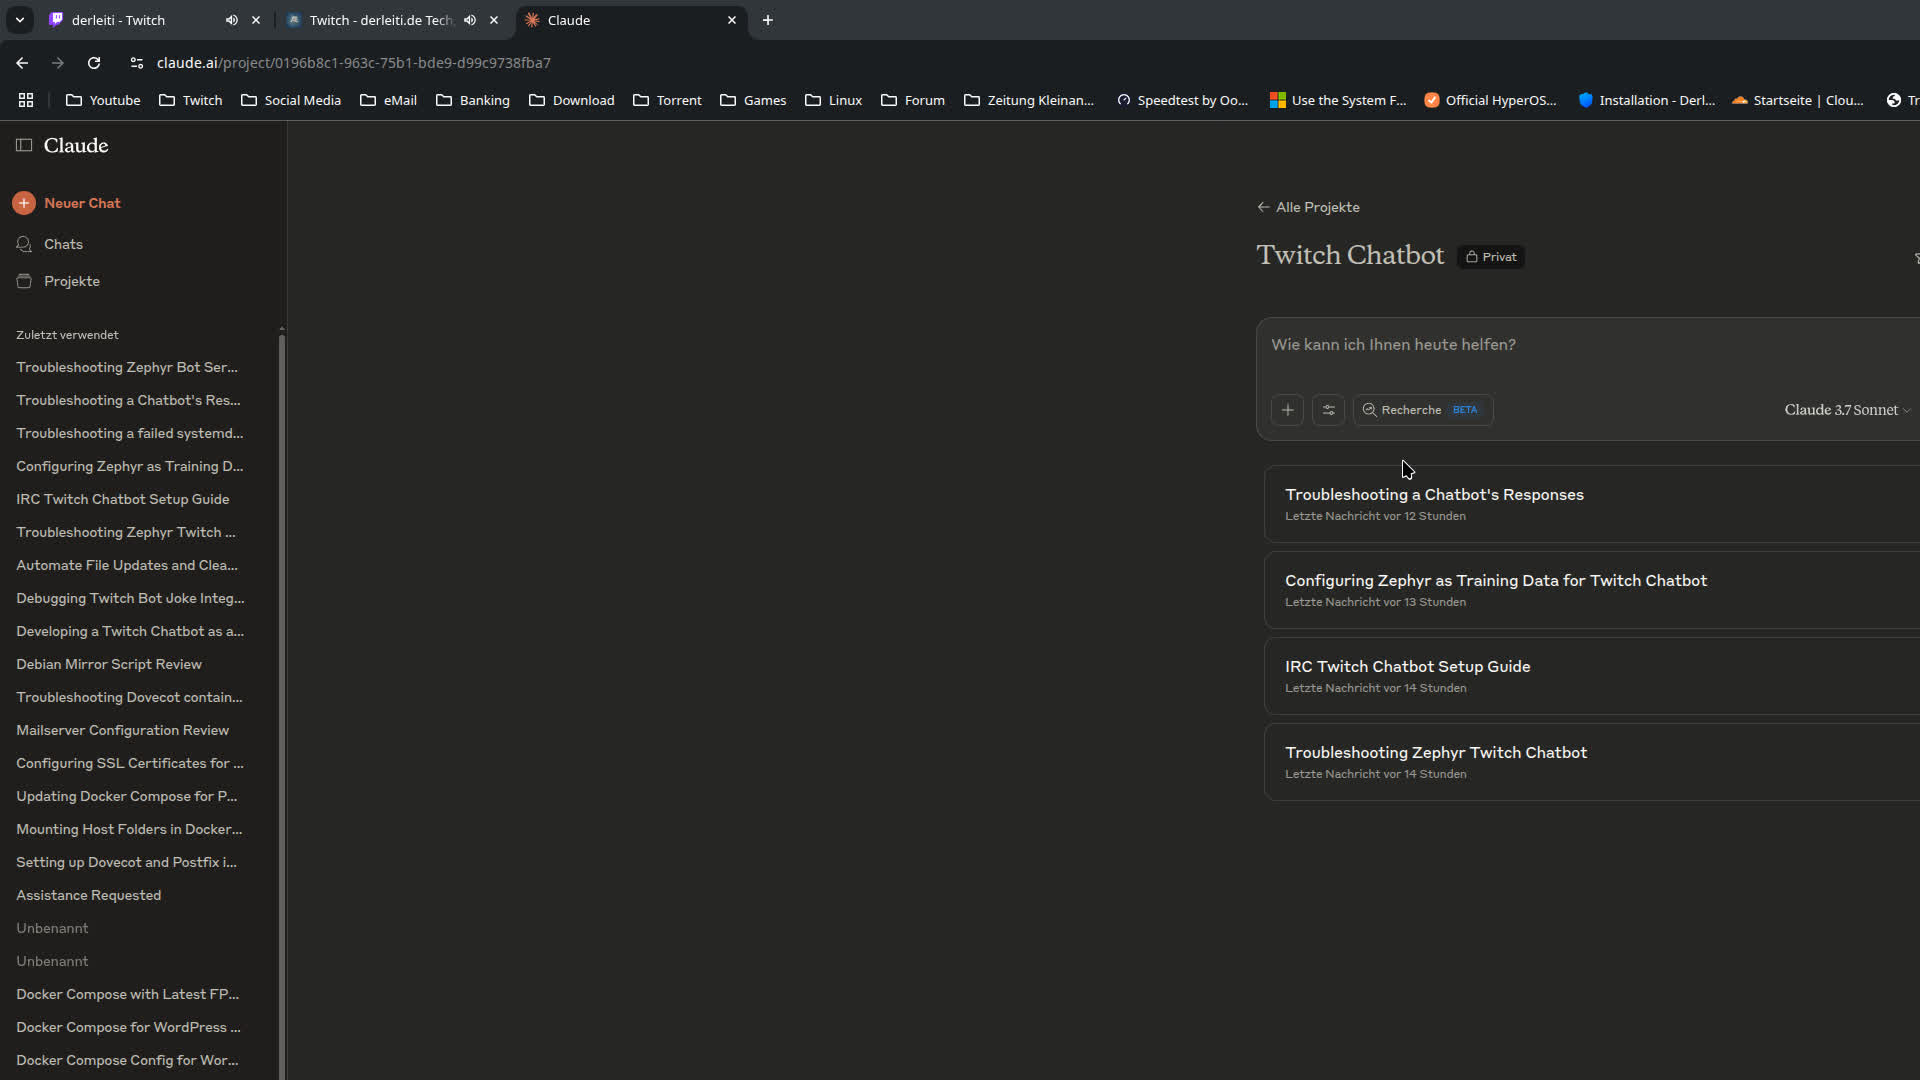 derleiti - Twitch
Twitch - derleiti.de Tech
Claude
claude.ai/project/0196b8c1-963c-75b1-bde9-d99c9738fba7
Youtube
Twitch
Social Media
eMail
Banking
Download
Torrent
Games
Linux
Forum
Zeitung Kleinan...
Speedtest by Oo...
Use the System F...
Official HyperOS...
Installation - Derl...
Startseite | Clou...
Tr
Claude
Neuer Chat
Chats
Projekte
Zuletzt verwendet
Troubleshooting Zephyr Bot Ser...
Troubleshooting a Chatbot's Res...
Troubleshooting a failed systemd...
Configuring Zephyr as Training D...
IRC Twitch Chatbot Setup Guide
Troubleshooting Zephyr Twitch ...
Automate File Updates and Clea...
Debugging Twitch Bot Joke Integ...
Developing a Twitch Chatbot as a...
Debian Mirror Script Review
Troubleshooting Dovecot contain...
Mailserver Configuration Review
Configuring SSL Certificates for ...
Updating Docker Compose for P...
Mounting Host Folders in Docker...
Setting up Dovecot and Postfix i...
Assistance Requested
Unbenannt
Unbenannt
Docker Compose with Latest FP...
Docker Compose for WordPress ...
Docker Compose Config for Wor...
Alle Projekte
Twitch Chatbot
Privat
Wie kann ich Ihnen heute helfen?
Recherche BETA
Claude 3.7 Sonnet
Troubleshooting a Chatbot's Responses
Letzte Nachricht vor 12 Stunden
Configuring Zephyr as Training Data for Twitch Chatbot
Letzte Nachricht vor 13 Stunden
IRC Twitch Chatbot Setup Guide
Letzte Nachricht vor 14 Stunden
Troubleshooting Zephyr Twitch Chatbot
Letzte Nachricht vor 14 Stunden